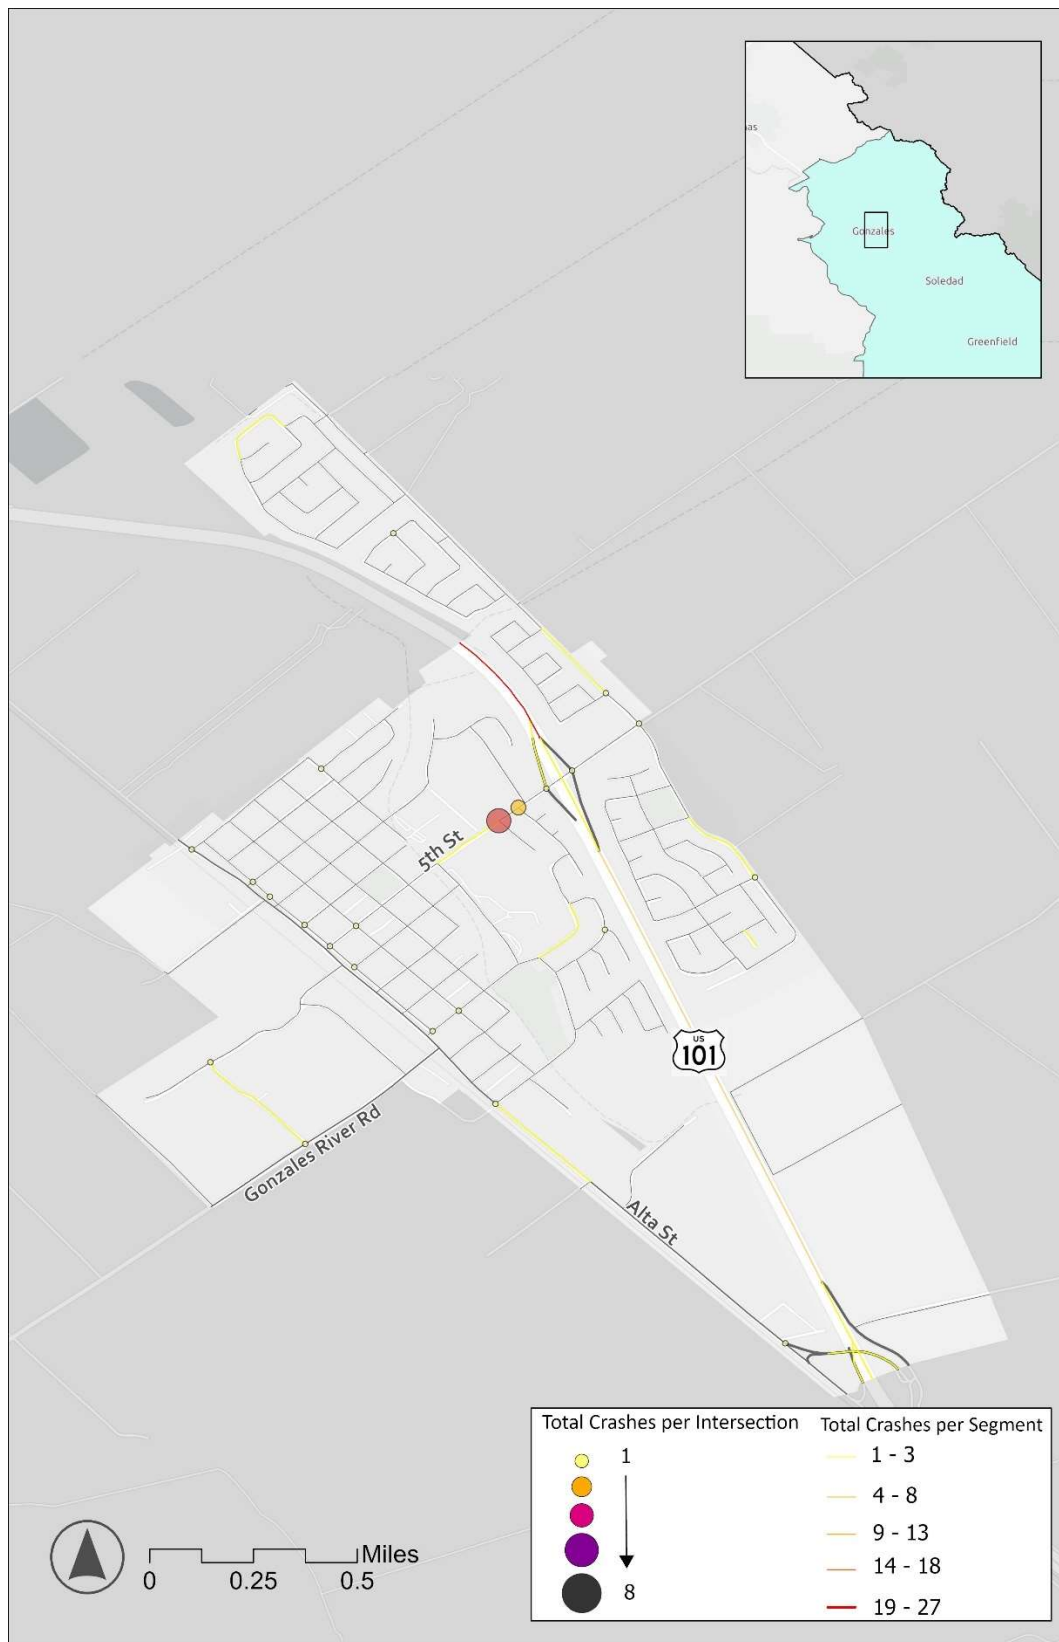 as
Gonzales
Soledad
Greenfield
5th St
US
101
Gonzales River Rd
Alta St
Total Crashes per Intersection
1
8
Total Crashes per Segment
1 - 3
4 - 8
9 - 13
14 - 18
19 - 27
Miles
0 0.25 0.5